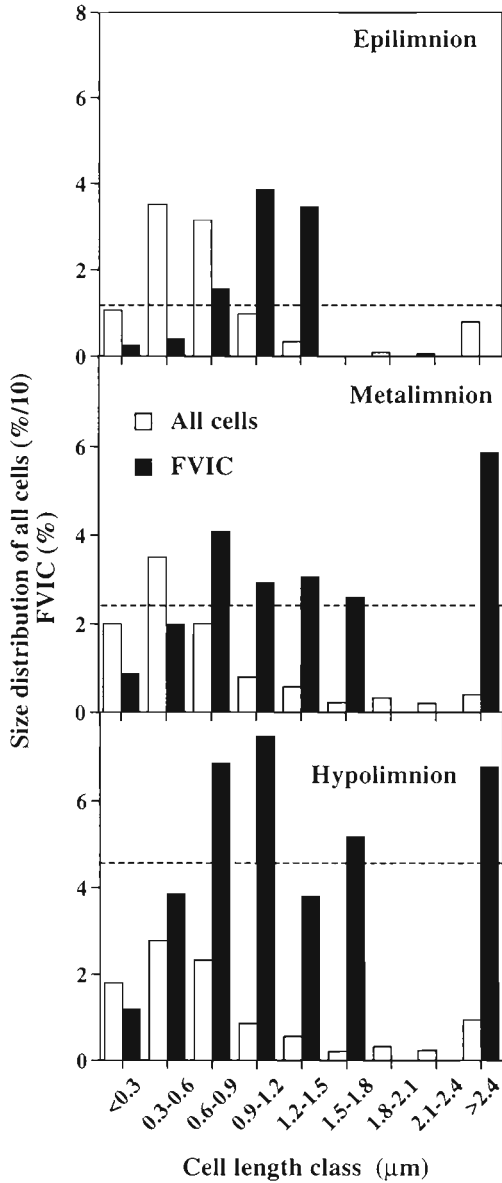 Size distribution of all cells (%/10)
FVIC (%)
8
6
4
2
0
Epilimnion
6
4
2
0
Metalimnion
All cells
FVIC
6
4
2
0
Hypolimnion
<0.3
0.3-0.6
0.6-0.9
0.9-1.2
1.2-1.5
1.5-1.8
1.8-2.1
2.1-2.4
>2.4
Cell length class (µm)